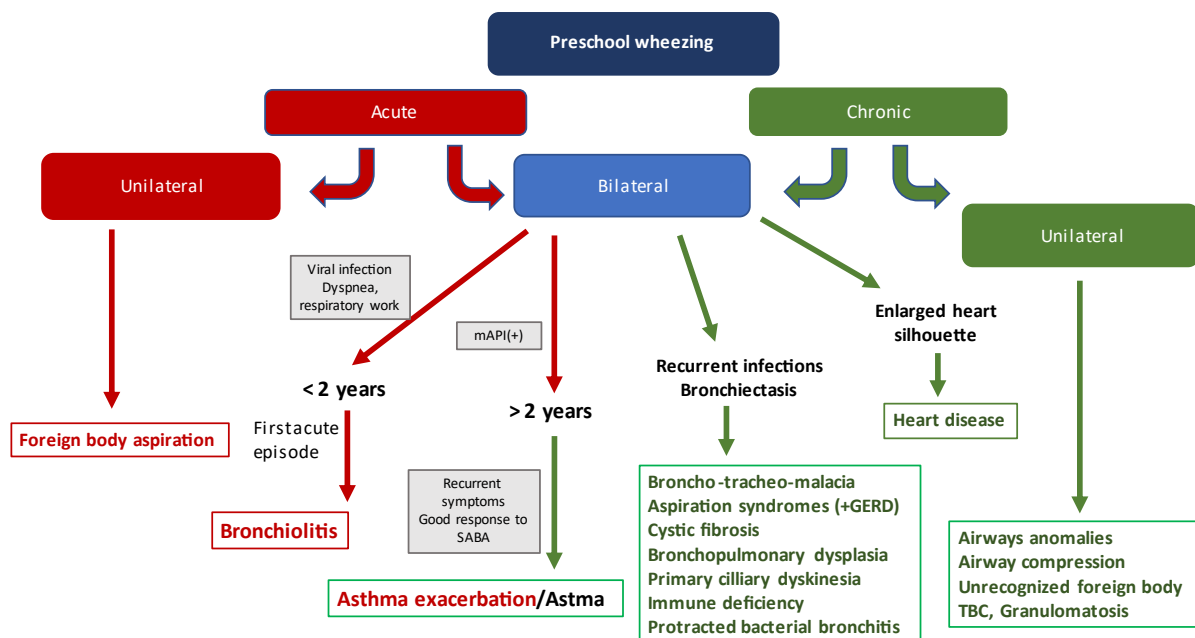 Preschool wheezing
Acute
Chronic
Unilateral
Bilateral
Unilateral
Viral infection
Dyspnea,
respiratory work
mAPI(+)
Enlarged heart
silhouette
Recurrent infections
Bronchiectasis
< 2 years
> 2 years
Heart disease
Foreign body aspiration
Firstacute
episode
Recurrent
symptoms
Good response to
SABA
Bronchiolitis
Asthma exacerbation/Astma
Broncho-tracheo-malacia
Aspiration syndromes (+GERD)
Cystic fibrosis
Bronchopulmonary dysplasia
Primary cilliary dyskinesia
Immune deficiency
Protracted bacterial bronchitis
Airways anomalies
Airway compression
Unrecognized foreign body
TBC, Granulomatosis